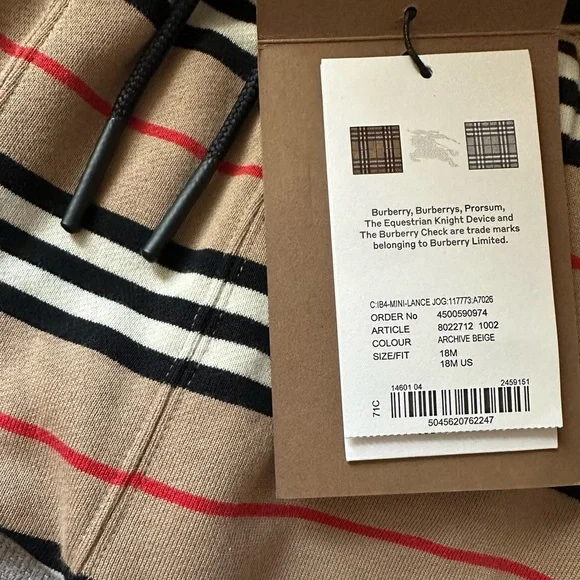 Burberry, Burberrys, Prorsum,
The Equestrian Knight Device and
The Burberry Check are trade marks
belonging to Burberry Limited.
C:IB4-MINI-LANCE JOG:117773:A7026
ORDER No 4500590974
ARTICLE 8022712 1002
COLOUR ARCHIVE BEIGE
SIZE/FIT 18M
18M US
14601 04 2459151
71C
5045620762247